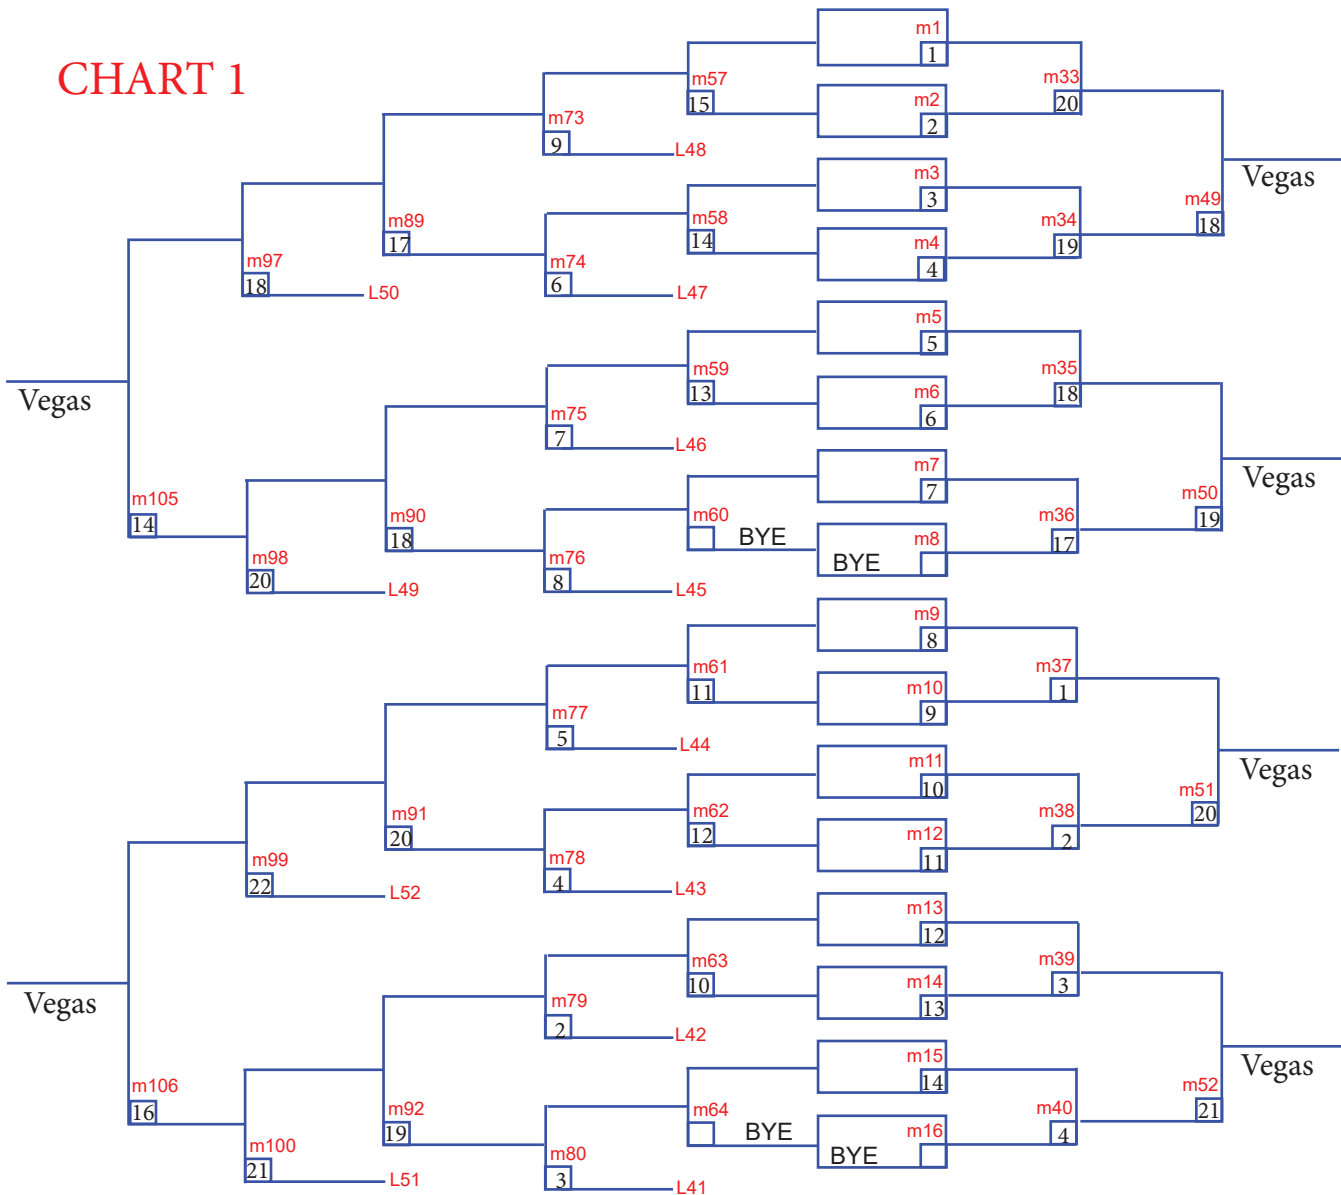 CHART 1
m1
1
m57
15
m33
20
m2
2
m73
9
L48
m3
3
Vegas
m89
17
m58
14
m34
19
m49
18
m4
4
m97
18
L50
m74
6
L47
m5
5
m59
13
m35
18
m6
6
Vegas
m75
7
L46
m7
7
Vegas
m105
14
m90
18
m60
BYE
m36
17
m50
19
m8
BYE
m98
20
L49
m76
8
L45
m9
8
m61
11
m37
1
m10
9
m77
5
L44
m11
10
Vegas
m91
20
m62
12
m38
2
m51
20
m12
11
m99
22
L52
m78
4
L43
m13
12
m63
10
m39
3
m14
13
Vegas
m79
2
L42
m15
14
Vegas
m106
16
m92
19
m64
BYE
m40
4
m52
21
m16
BYE
m100
21
L51
m80
3
L41